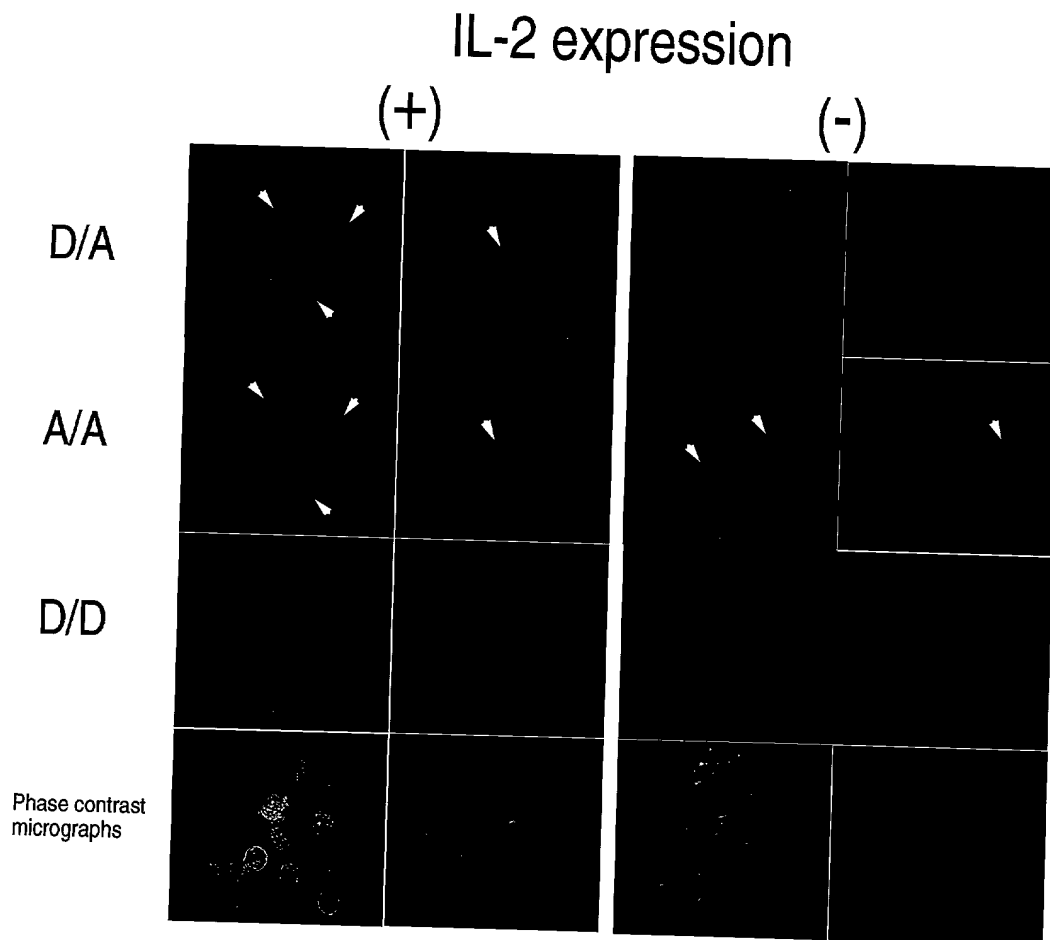 IL-2 expression
(+)
(-)
D/A
A/A
D/D
Phase contrast
micrographs